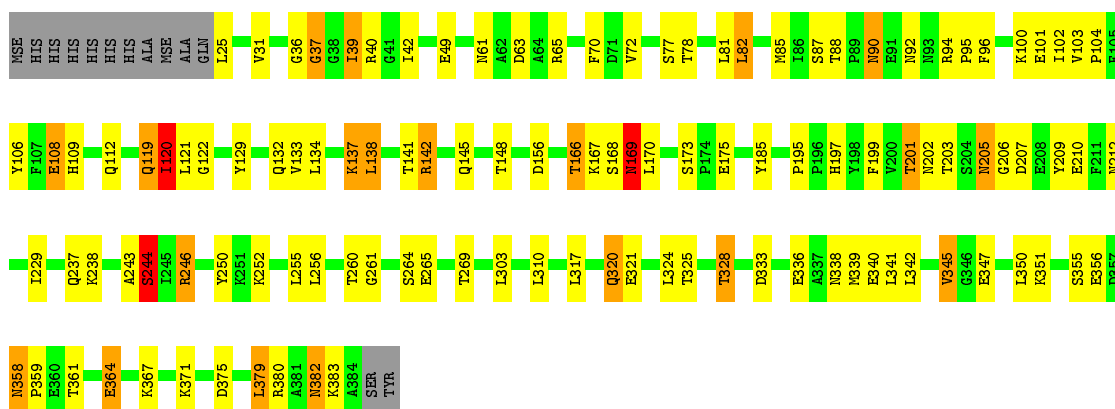 MSE HIS HIS HIS HIS HIS HIS ALA MSE ALA GLN L25 V31 G36 G37 G38 I39 R40 G41 I42 E49 N61 A62 D63 A64 R65 F70 D71 V72 S77 T78 L81 L82 M85 I86 S87 T88 P89 N90 E91 N92 N93 R94 P95 F96 K100 E101 I102 V103 P104 E105
Y106 F107 E108 H109 Q112 Q119 I120 L121 G122 Y129 Q132 V133 L134 K137 L138 T141 R142 Q145 T148 D156 T166 K167 S168 N169 L170 S173 P174 E175 Y185 P195 P196 H197 Y198 F199 V200 T201 N202 T203 S204 N205 G206 D207 E208 Y209 E210 F211 N212
I229 Q237 K238 A243 S244 I245 R246 Y250 K251 K252 L255 L256 T260 G261 S264 E265 T269 L303 L310 L317 Q320 E321 L324 T325 T328 D333 E336 A337 N338 M339 E340 L341 L342 V345 G346 E347 L350 K351 S355 E356 D357
N358 P359 E360 T361 E364 K367 K371 D375 L379 R380 A381 N382 K383 A384 SER TYR